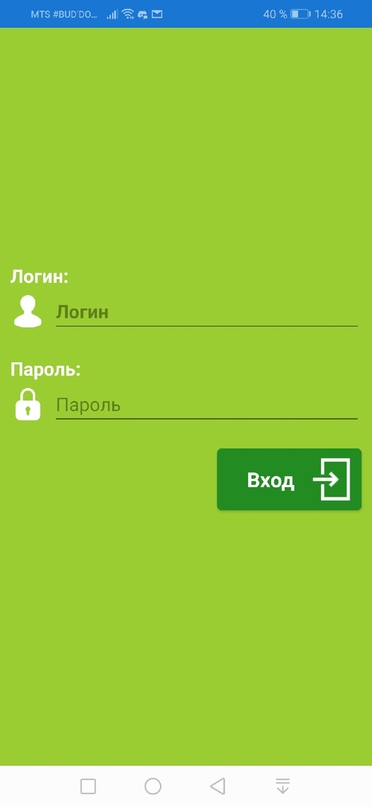 MTS #BUD'DO... 40 % 14:36
Логин:
Логин
Пароль:
Пароль
Вход